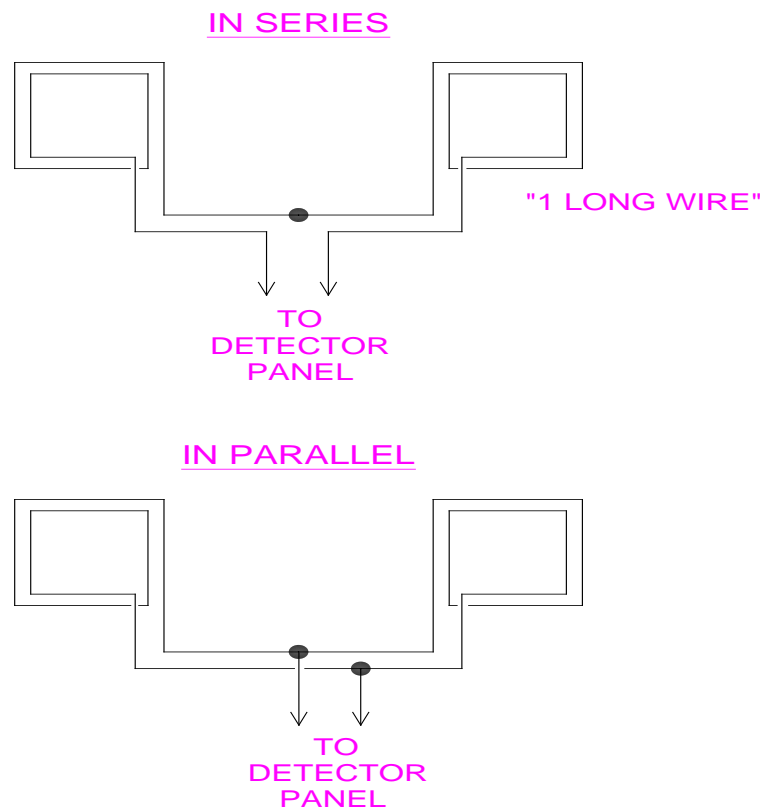 IN SERIES
"1 LONG WIRE"
TO
DETECTOR
PANEL
IN PARALLEL
TO
DETECTOR
PANEL